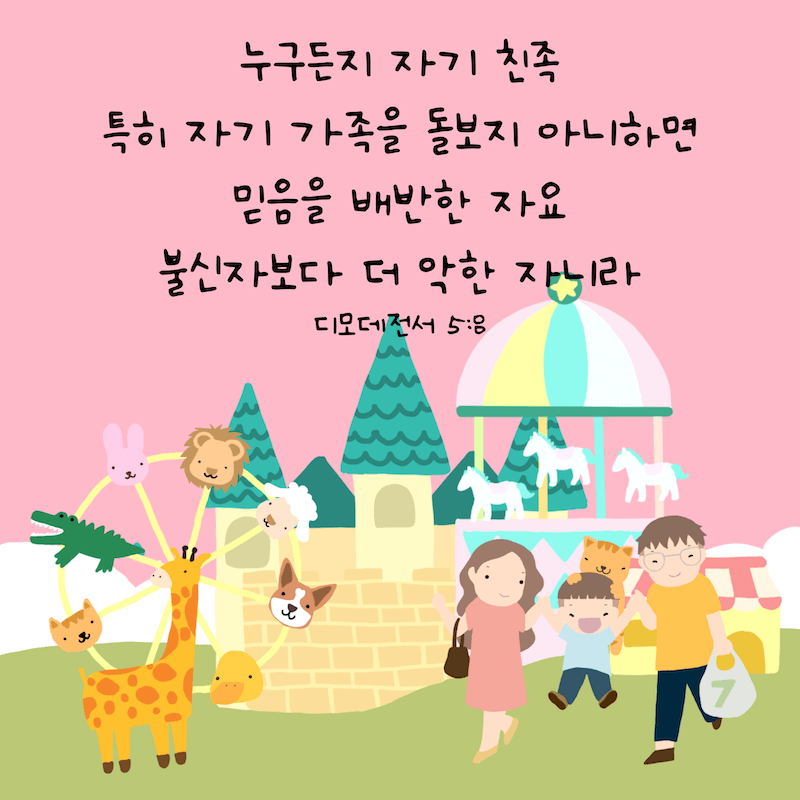 누구든지 자기 친족
특히 자기 가족을 돌보지 아니하면
믿음을 배반한 자요
불신자보다 더 악한 자니라
디모데전서 5:8
7